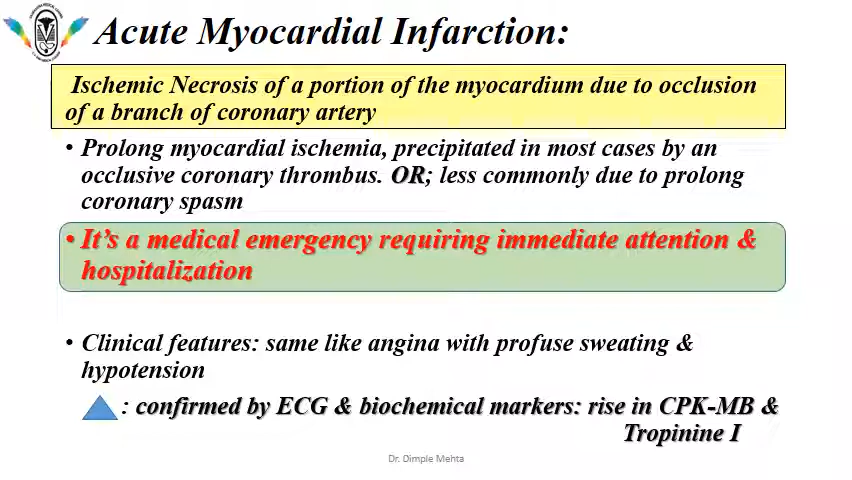 Acute Myocardial Infarction:
Ischemic Necrosis of a portion of the myocardium due to occlusion
of a branch of coronary artery
• Prolong myocardial ischemia, precipitated in most cases by an
occlusive coronary thrombus. OR; less commonly due to prolong
coronary spasm
• It's a medical emergency requiring immediate attention &
hospitalization
• Clinical features: same like angina with profuse sweating &
hypotension
: confirmed by ECG & biochemical markers: rise in CPK-MB &
Tropinine I
Dr. Dimple Mehta